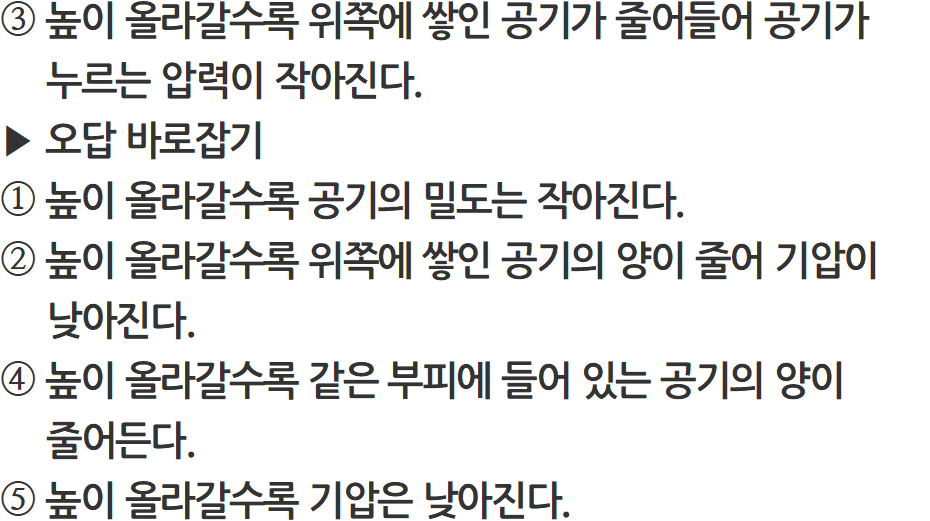 ③ 높이 올라갈수록 위쪽에 쌓인 공기가 줄어들어 공기가
누르는 압력이 작아진다.
▶ 오답 바로잡기
① 높이 올라갈수록 공기의 밀도는 작아진다.
② 높이 올라갈수록 위쪽에 쌓인 공기의 양이 줄어 기압이
낮아진다.
④ 높이 올라갈수록 같은 부피에 들어 있는 공기의 양이
줄어든다.
⑤ 높이 올라갈수록 기압은 낮아진다.